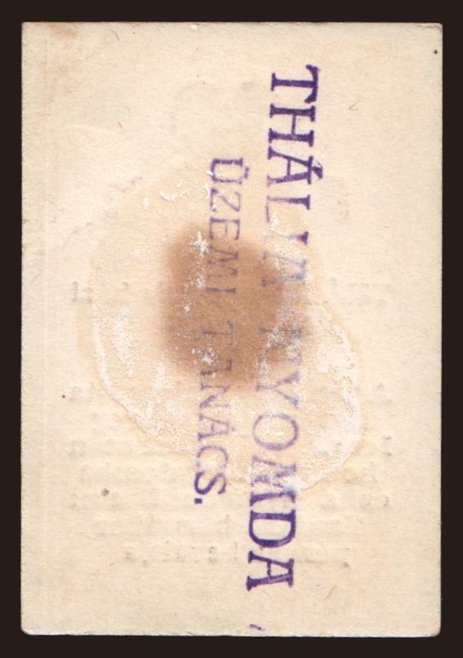 THÁLIA NYOMDA
ÜZEMI TANÁCS.